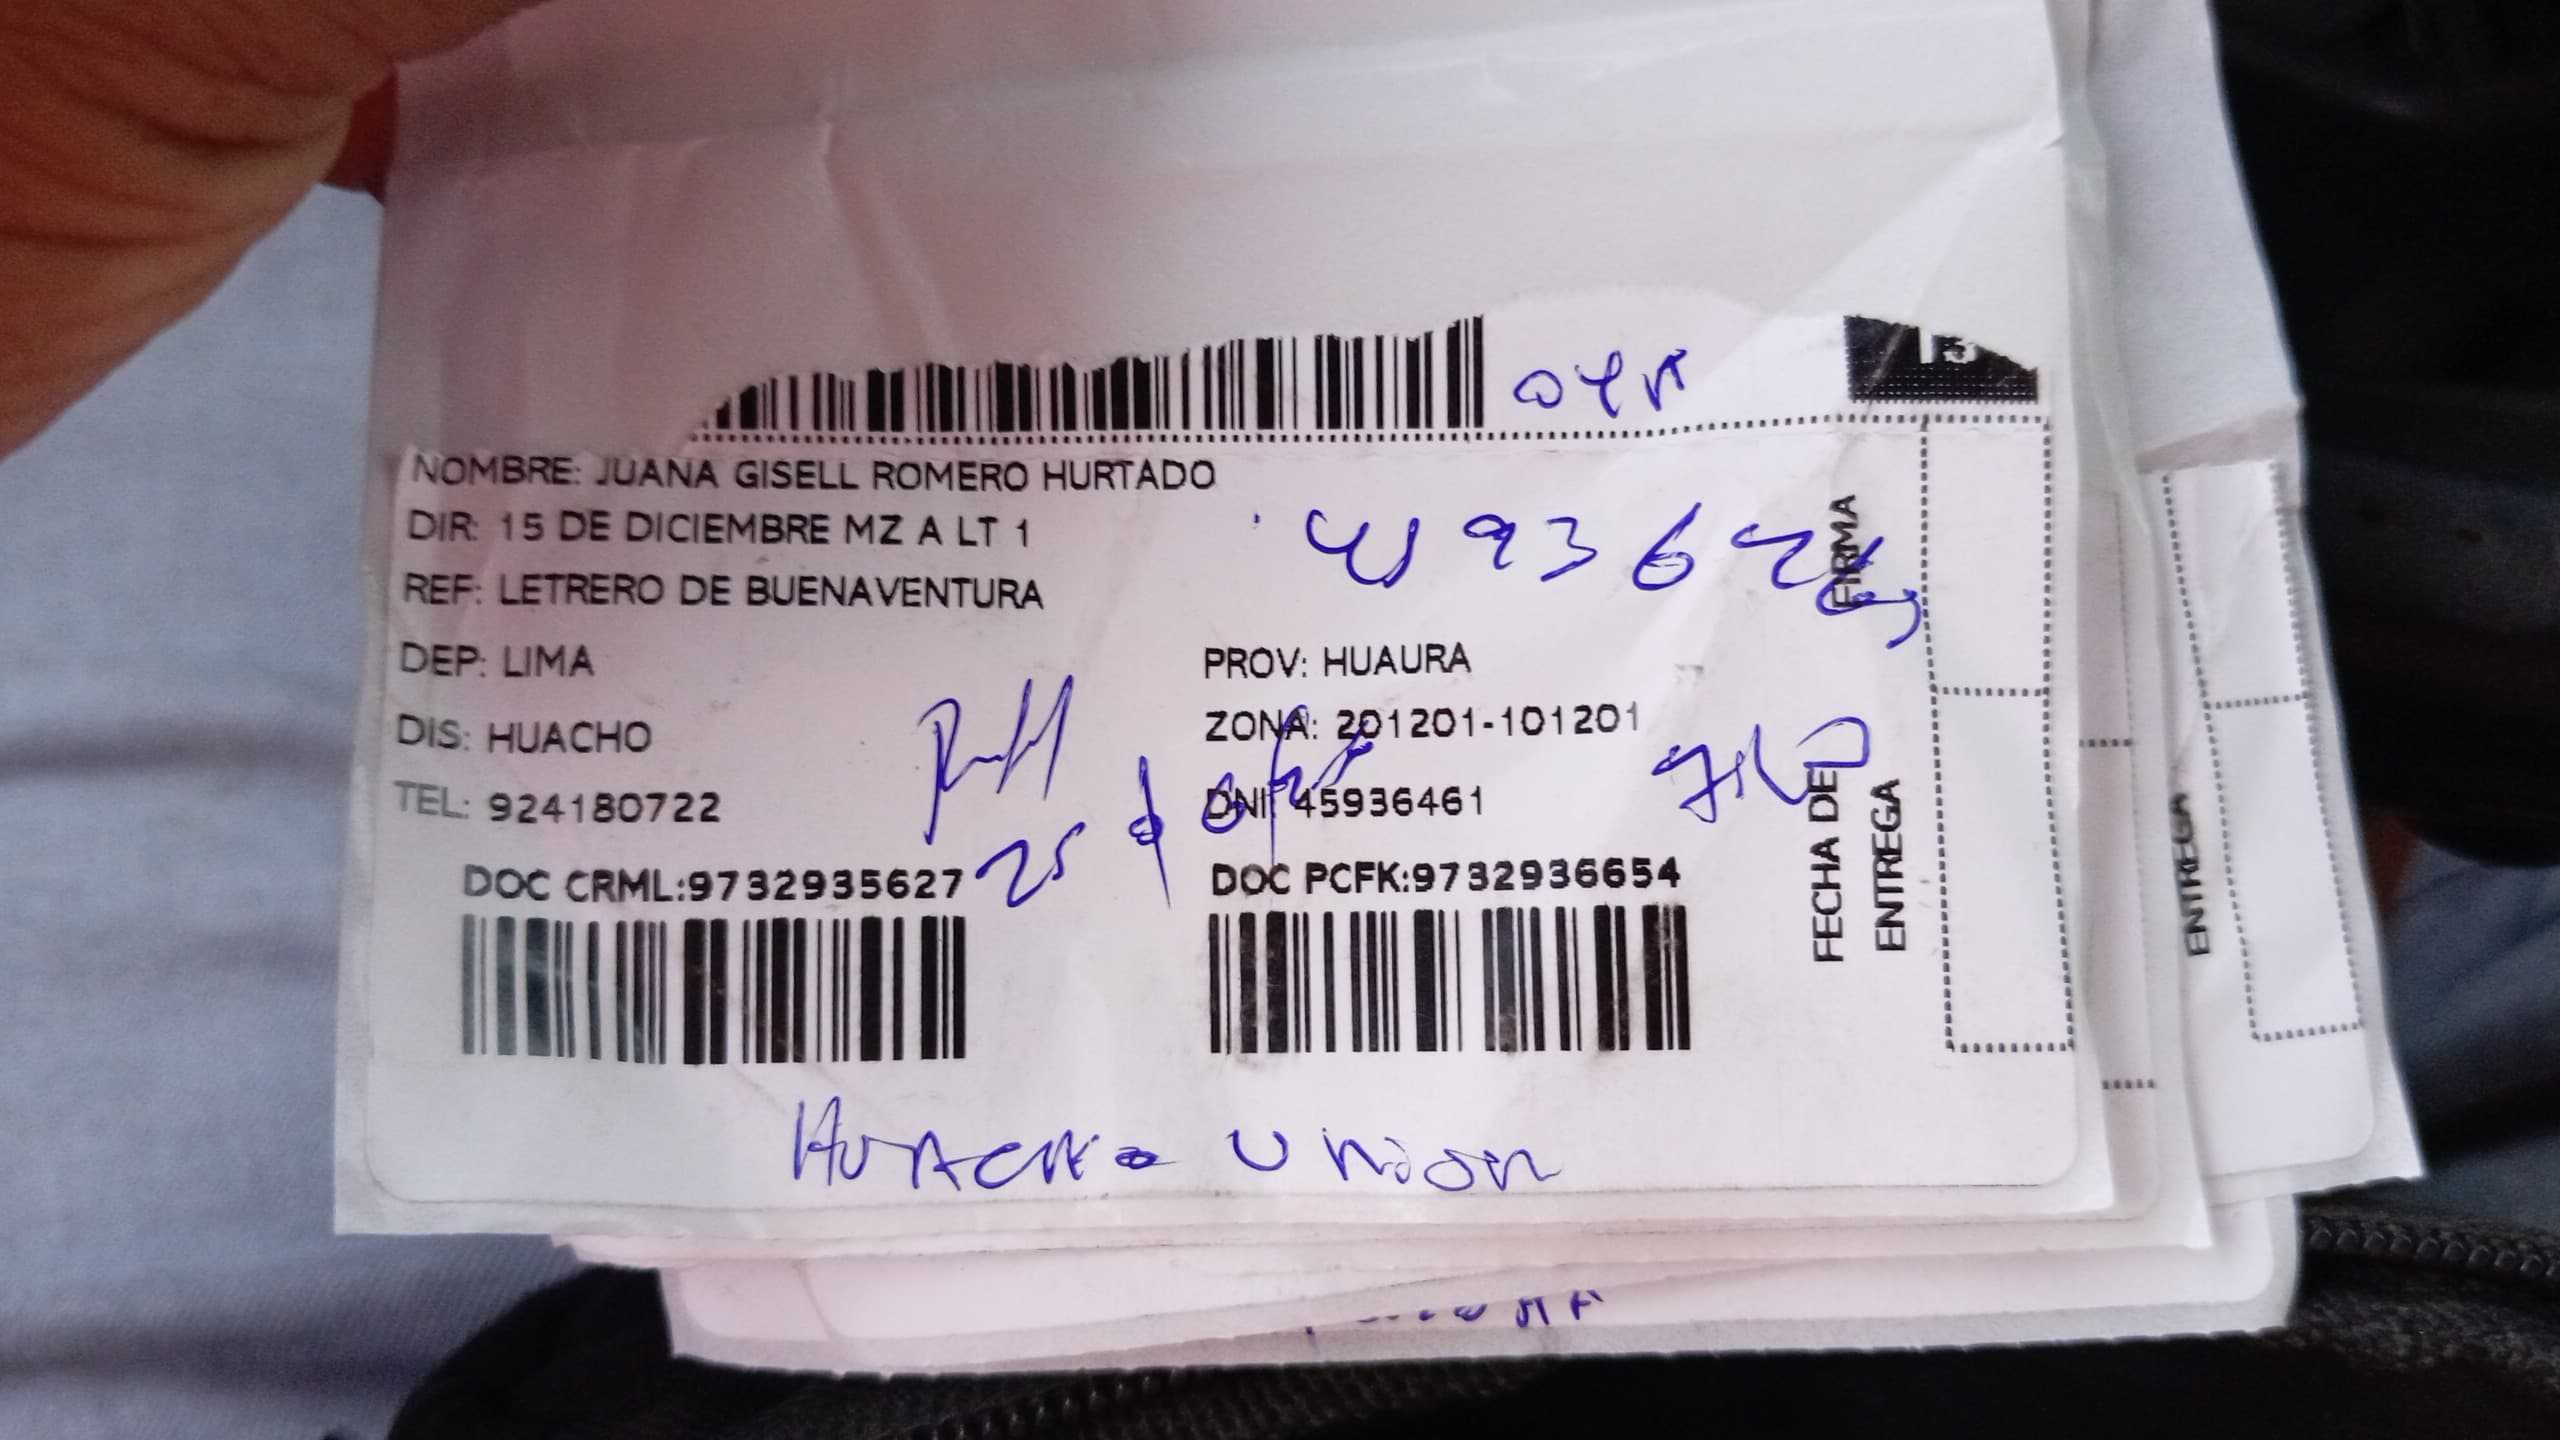 15
NOMBRE: JUANA GISELL ROMERO HURTADO
DIR: 15 DE DICIEMBRE MZ A LT 1
REF: LETRERO DE BUENAVENTURA
DEP: LIMA
PROV: HUAURA
DIS: HUACHO
ZONA: 201201-101201
TEL: 924180722
DNI: 45936461
DOC CRML:9732935627
DOC PCFK:9732936654
FIRMA
FECHA DE
ENTREGA
HUACHO UNION
ENTREGA